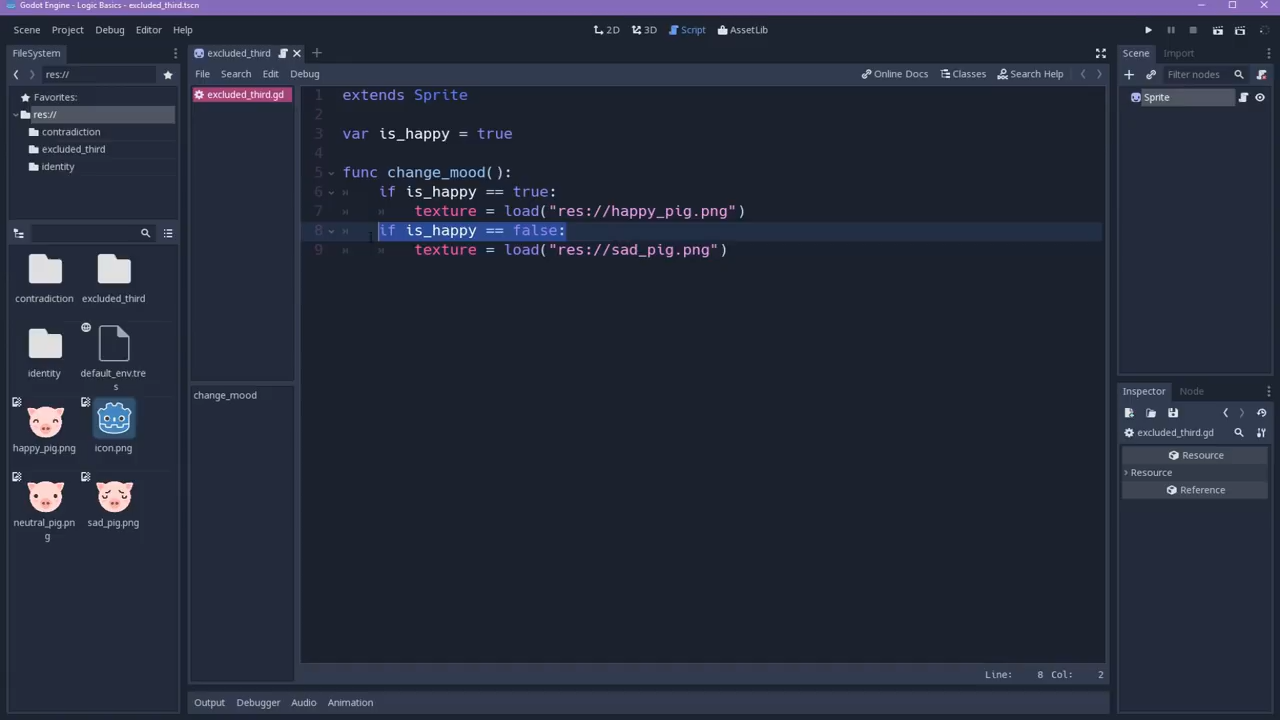 Godot Engine - Logic Basics - excluded_third.tscn
Scene Project Debug Editor Help
2D 3D Script AssetLib
FileSystem
res://
Favorites:
res://
contradiction
excluded_third
identity
contradiction excluded_third
identity default_env.tre
s
happy_pig.png icon.png
neutral_pig.pn sad_pig.png
g
excluded_third
File Search Edit Debug
Online Docs Classes Search Help
excluded_third.gd
change_mood
1 extends Sprite
2
3 var is_happy = true
4
5 func change_mood():
6 if is_happy == true:
7 texture = load("res://happy_pig.png")
8 if is_happy == false:
9 texture = load("res://sad_pig.png")
Line: 8 Col: 2
Output Debugger Audio Animation
Scene Import
Filter nodes
Sprite
Inspector Node
excluded_third.gd
Resource
Resource
Reference